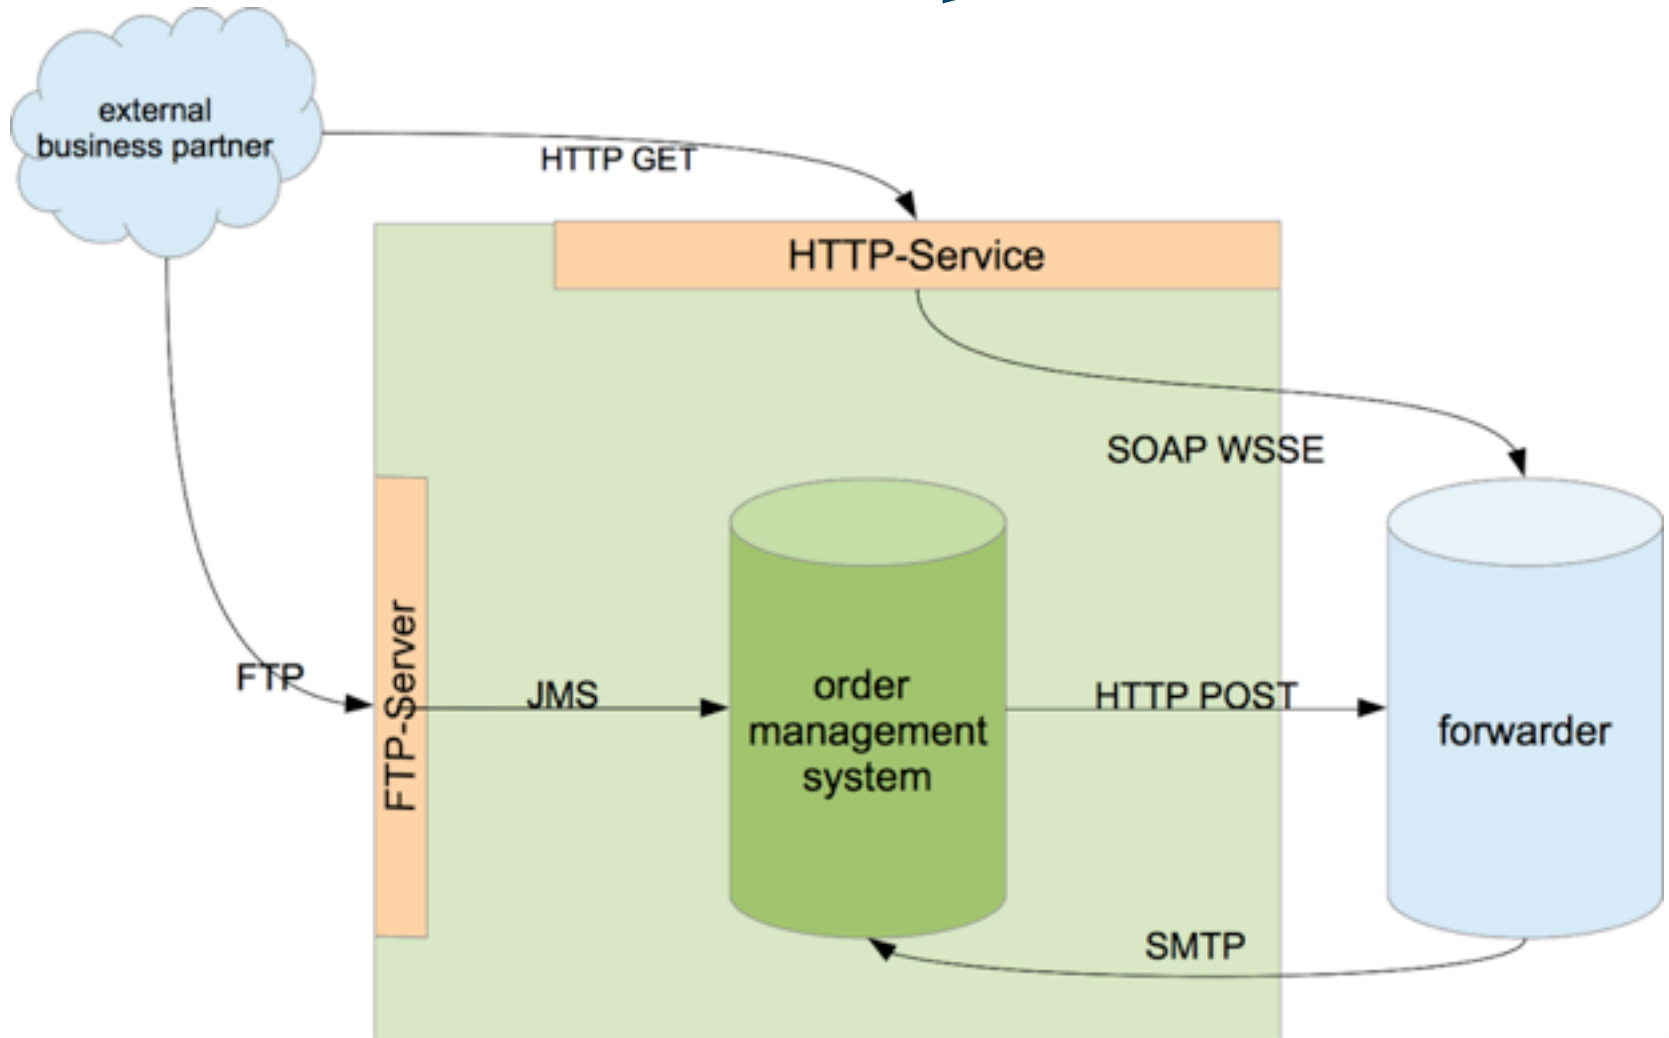 external
business partner
HTTP GET
HTTP-Service
SOAP WSSE
FTP
FTP-Server
JMS
order
management
system
HTTP POST
forwarder
SMTP